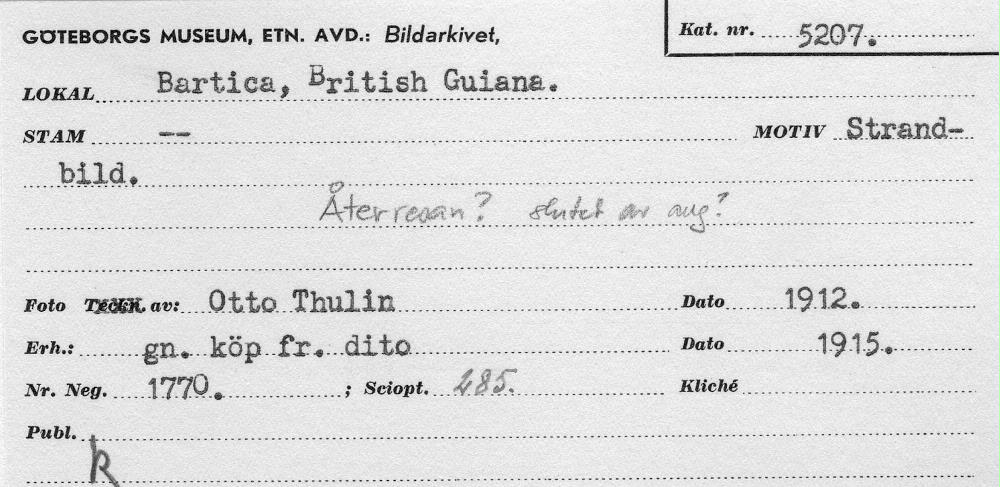 GÖTEBORGS MUSEUM, ETN. AVD.: Bildarkivet,
Kat. nr. 5207.
LOKAL Bartica, British Guiana.
STAM -- MOTIV Strand-
bild.
Återresan? slutet av aug?
Foto Teckn. av: Otto Thulin Dato 1912.
Erh.: gn. köp fr. dito Dato 1915.
Nr. Neg. 1770. ; Sciopt. 285. Kliché
Publ.
R